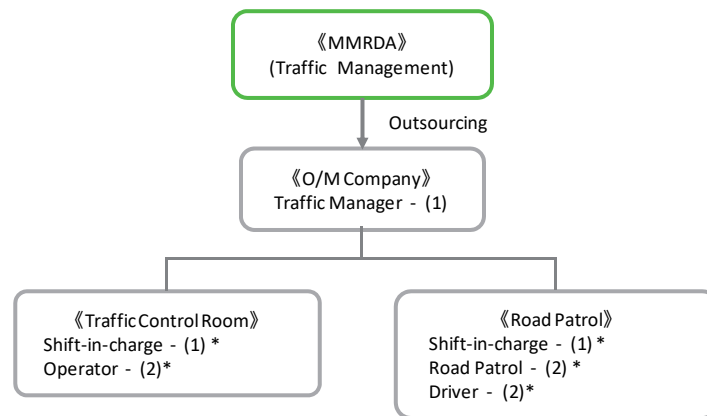 《MMRDA》
(Traffic Management)
Outsourcing
《O/M Company》
Traffic Manager - (1)
《Traffic Control Room》
Shift-in-charge - (1) *
Operator - (2)*
《Road Patrol》
Shift-in-charge - (1) *
Road Patrol - (2) *
Driver - (2)*